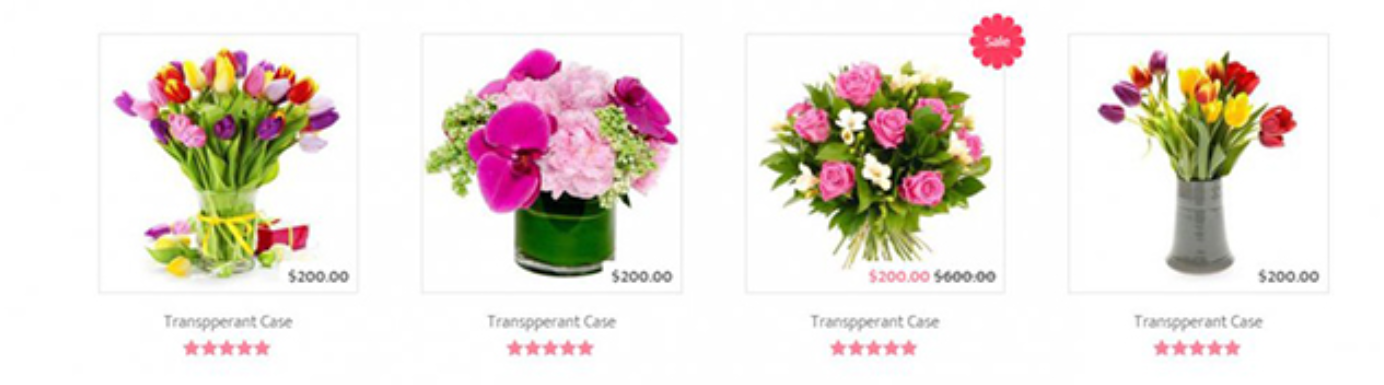 Sale
$200.00
$200.00
$200.00 $600.00
$200.00
Transpperant Case
Transpperant Case
Transpperant Case
Transpperant Case